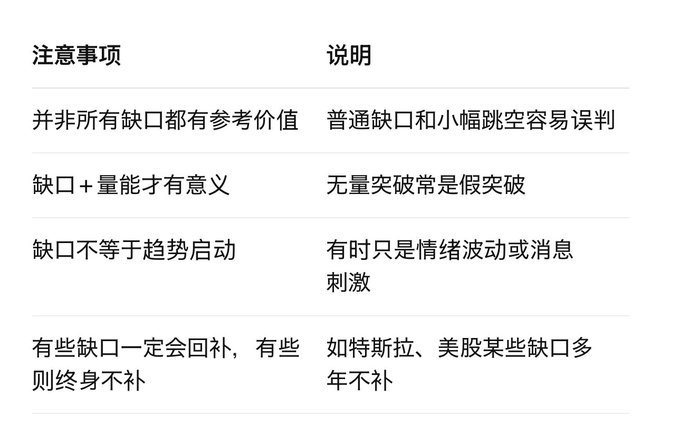 注意事项 说明
并非所有缺口都有参考价值 普通缺口和小幅跳空容易误判
缺口+量能才有意义 无量突破常是假突破
缺口不等于趋势启动 有时只是情绪波动或消息
刺激
有些缺口一定会回补，有些 如特斯拉、美股某些缺口多
则终身不补 年不补